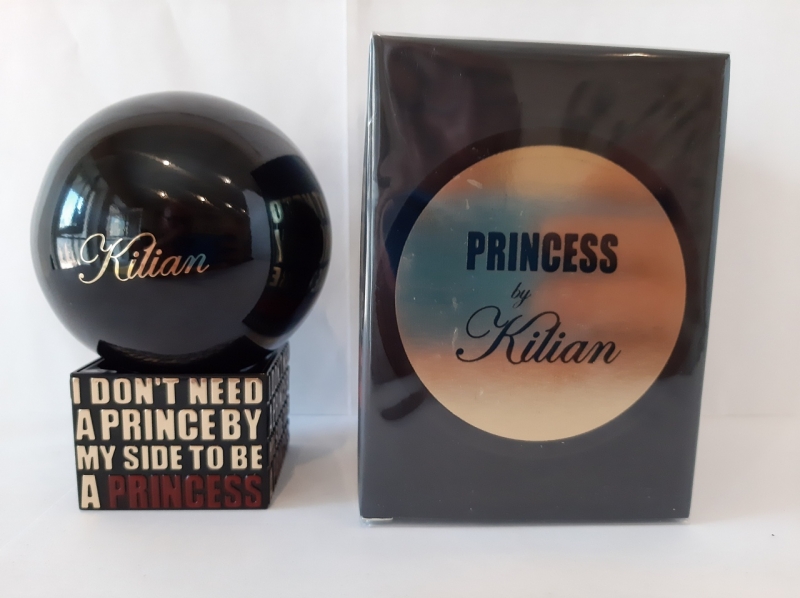 Kilian
I DON'T NEED
A PRINCE BY
MY SIDE TO BE
A PRINCESS
PRINCESS
by
Kilian